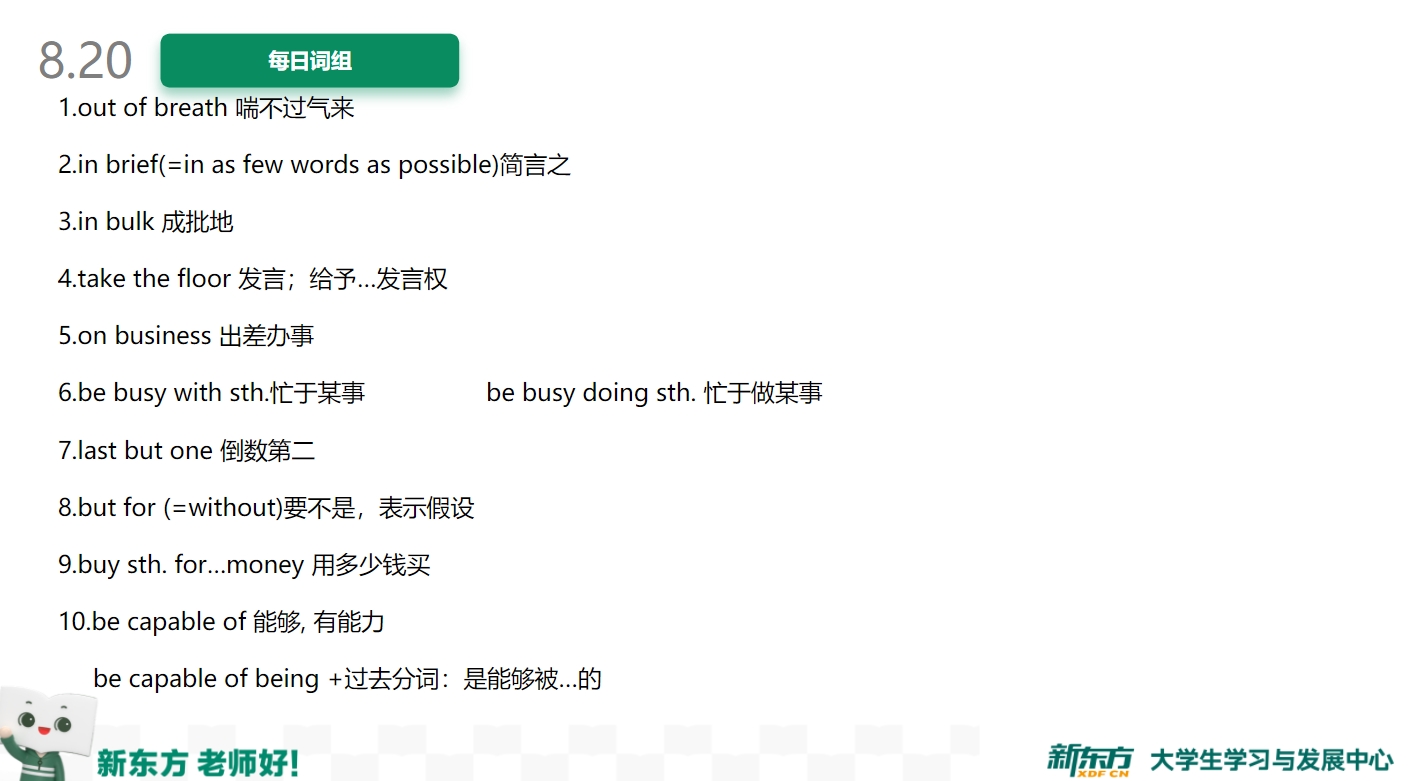 8.20 每日词组
1.out of breath 喘不过气来
2.in brief(=in as few words as possible)简言之
3.in bulk 成批地
4.take the floor 发言；给予…发言权
5.on business 出差办事
6.be busy with sth.忙于某事 be busy doing sth. 忙于做某事
7.last but one 倒数第二
8.but for (=without)要不是，表示假设
9.buy sth. for…money 用多少钱买
10.be capable of 能够, 有能力
be capable of being +过去分词：是能够被…的
新东方 老师好!
新东方 XDF.CN 大学生学习与发展中心